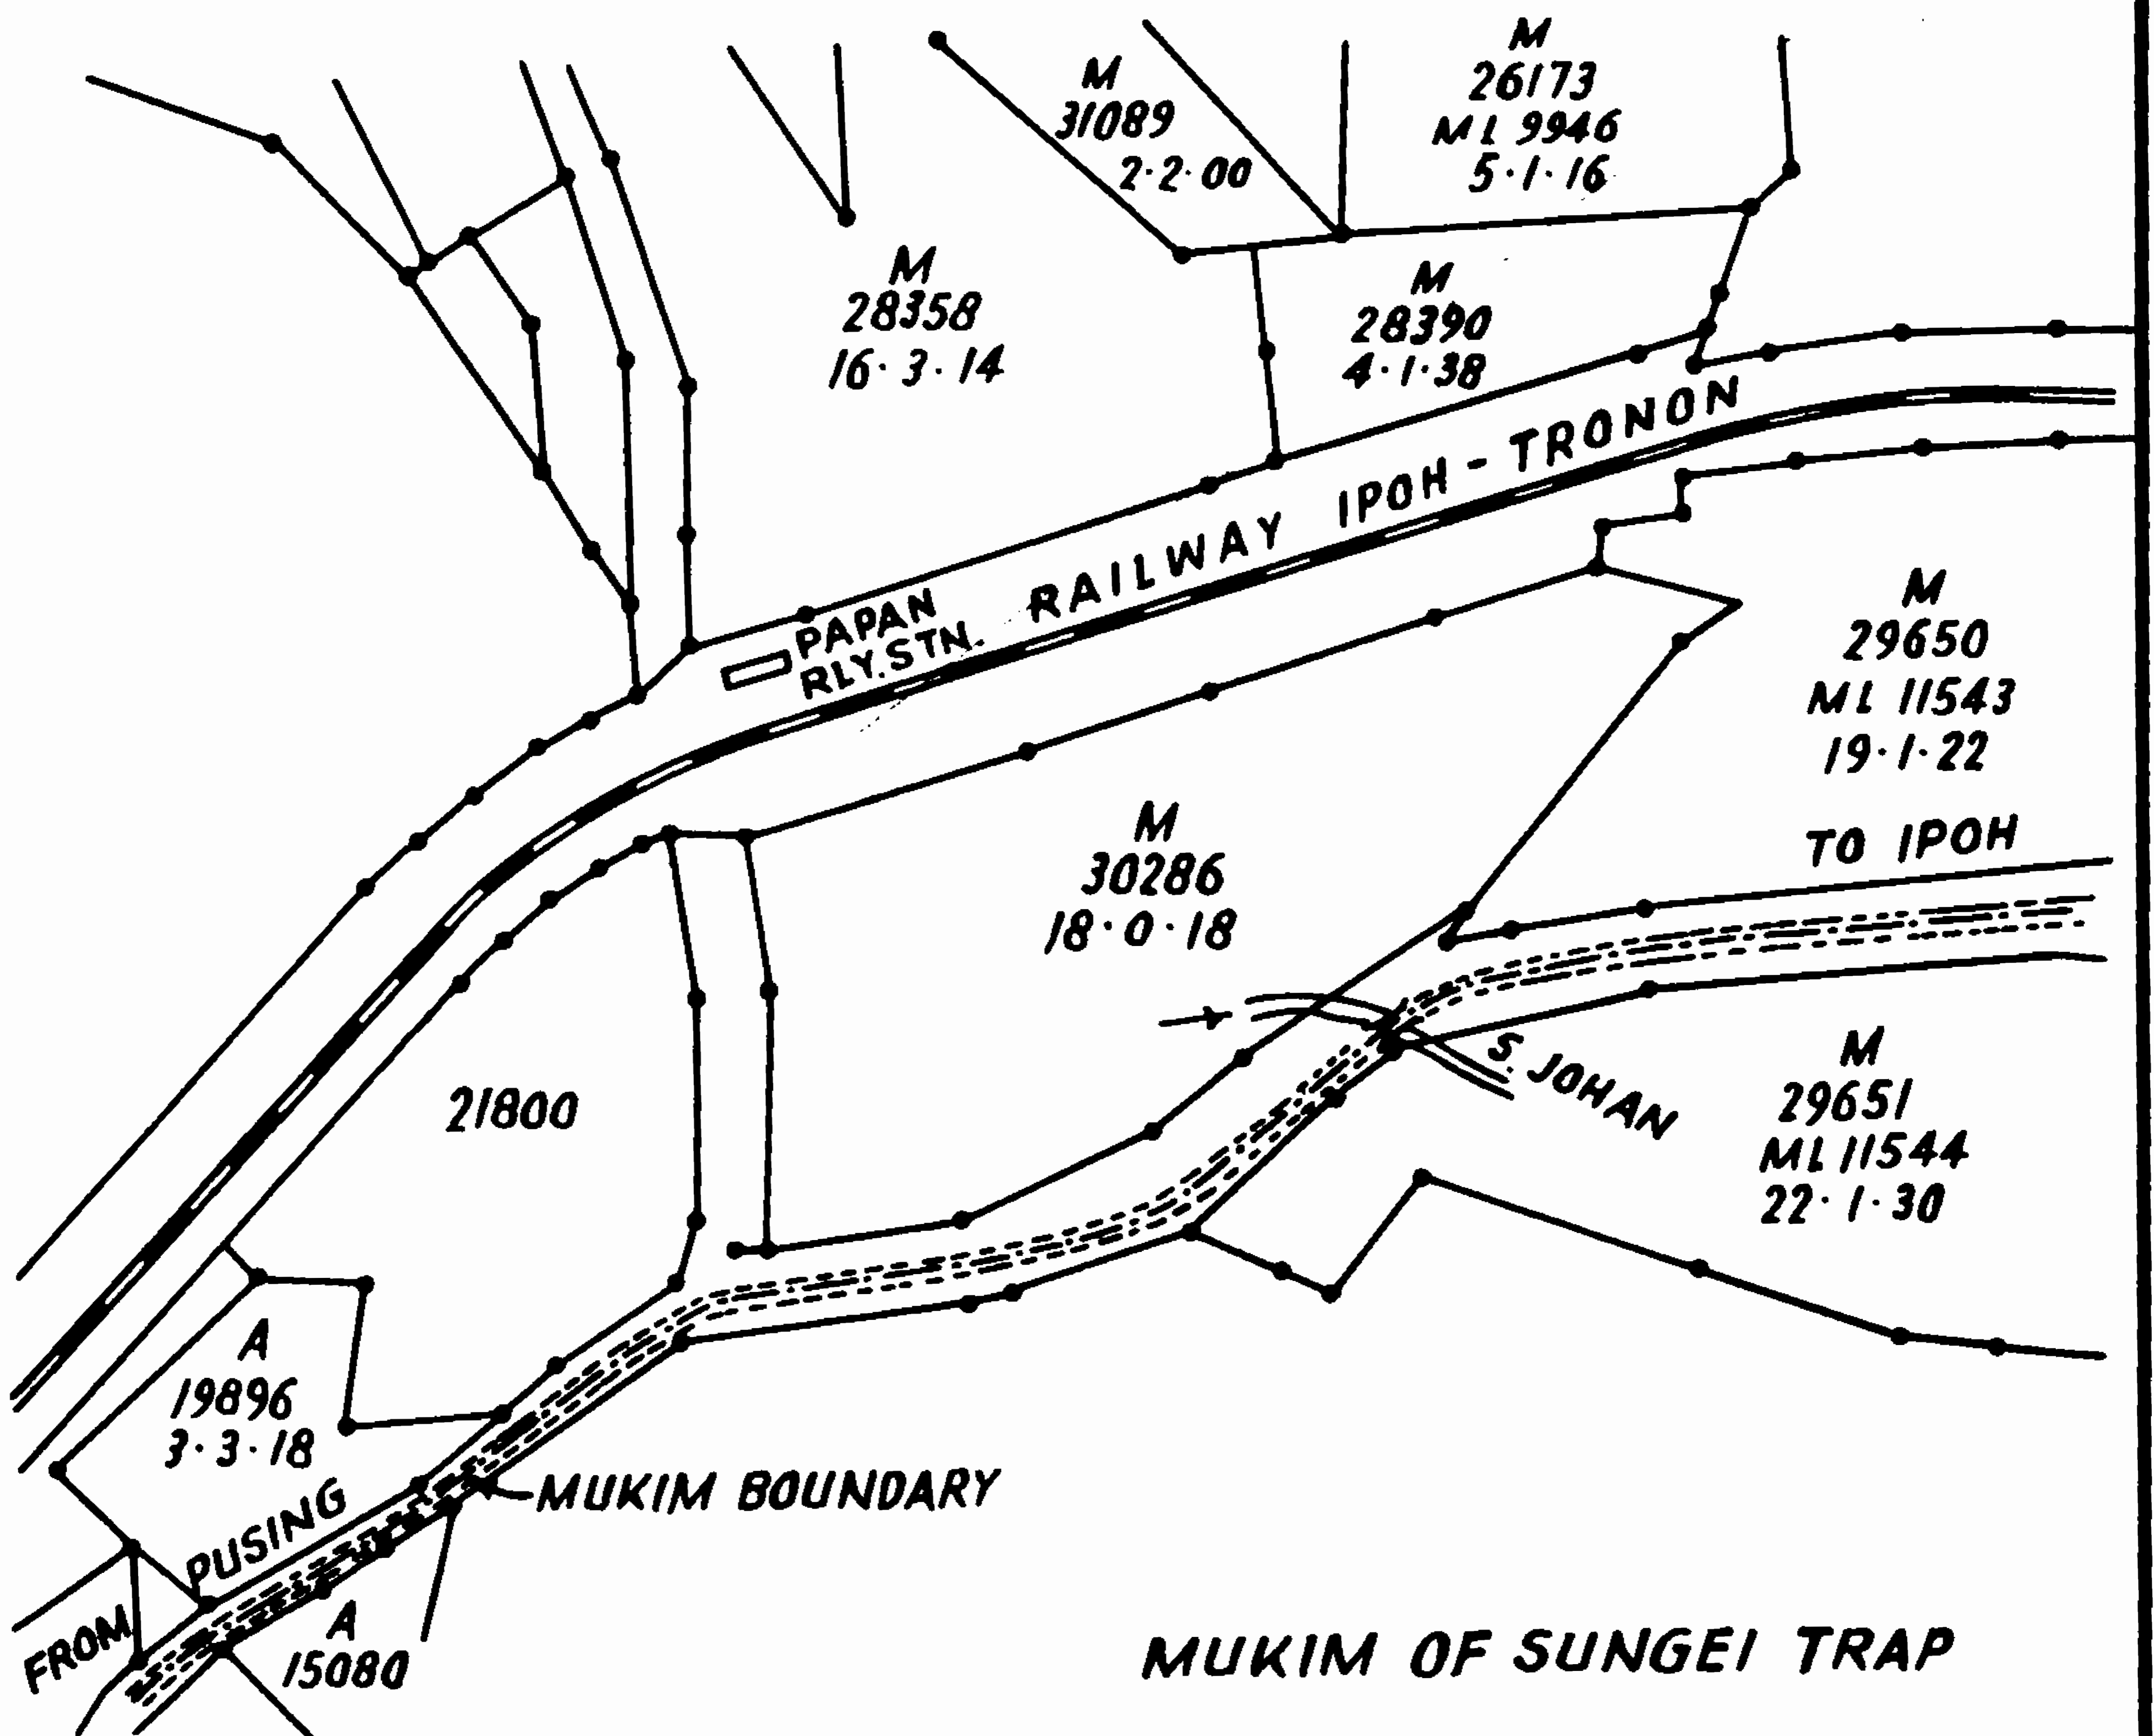 M
31089
2·2·00
M
26173
ML 9946
5·1·16
M
28358
16·3·14
M
28390
4·1·38
RAILWAY IPOH-TRONON
PAPAN
RLY. STN.
M
29650
ML 11543
19·1·22
TO IPOH
M
30286
18·0·18
S. JOHAN
M
29651
ML 11544
22·1·30
21800
A
19896
3·3·18
MUKIM BOUNDARY
FROM PUSING
A
15080
MUKIM OF SUNGEI TRAP